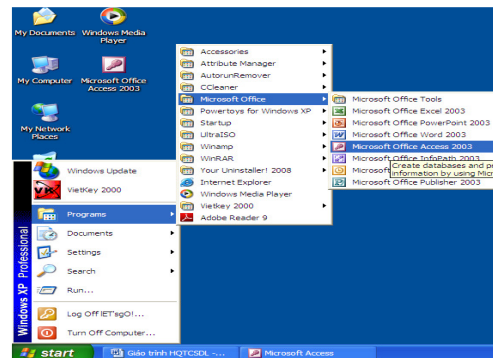 My Documents
Windows Media
Player
My Computer
Microsoft Office
Access 2003
My Network
Places
Windows Update
VietKey 2000
Programs
Documents
Settings
Search
Run...
Log Off IET'sgO!...
Turn Off Computer...
Windows XP Professional
Accessories
Attribute Manager
AutorunRemover
CCleaner
Microsoft Office
Powertoys for Windows XP
Startup
UltraISO
Winamp
WinRAR
Your Uninstaller! 2008
Internet Explorer
Windows Media Player
Vietkey 2000
Adobe Reader 9
Microsoft Office Tools
Microsoft Office Excel 2003
Microsoft Office PowerPoint 2003
Microsoft Office Word 2003
Microsoft Office Access 2003
Microsoft Office InfoPath 2003
Create databases and
information by using
Microsoft Office Publisher 2003
start
Giáo trình HQTCSDL -...
Microsoft Access